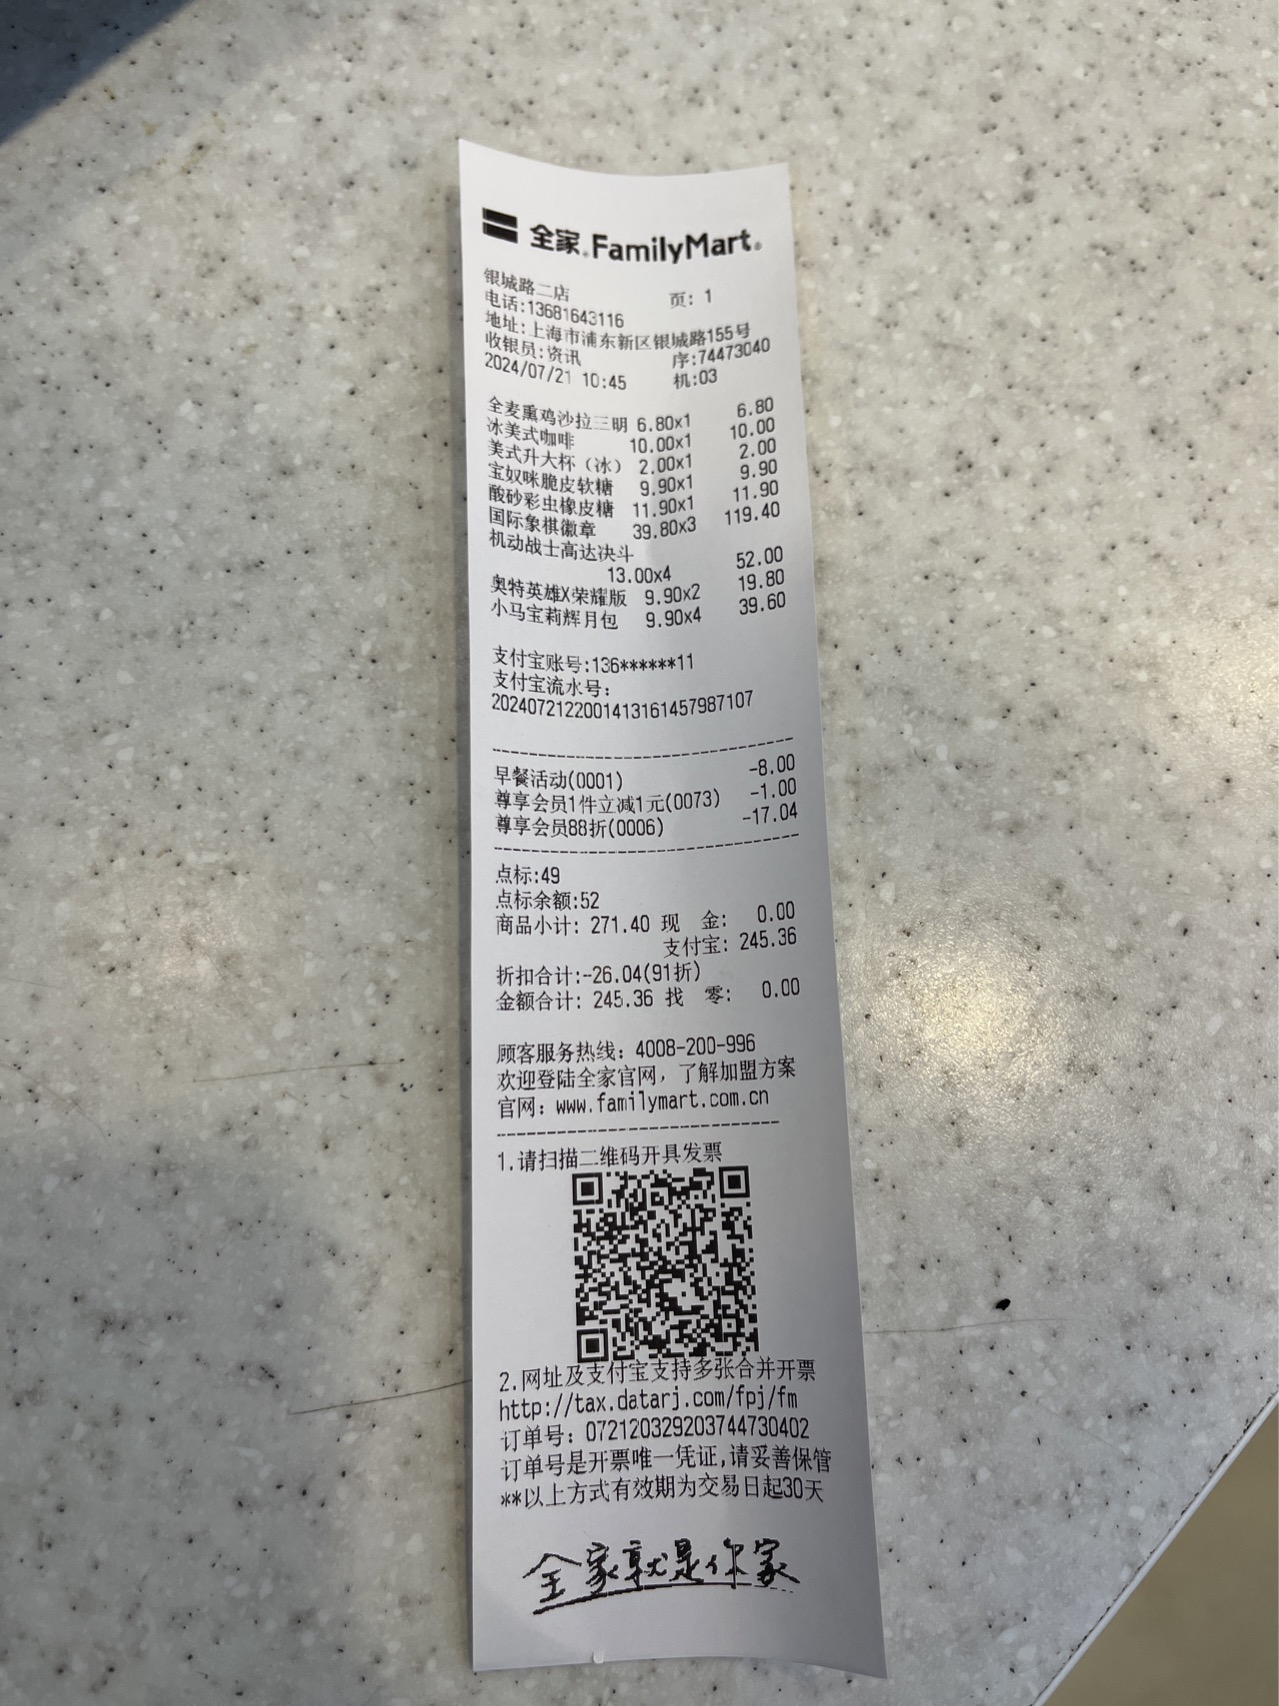 全家 FamilyMart
银城路二店 页: 1
电话:13681643116
地址:上海市浦东新区银城路155号
收银员:资讯 序:74473040
2024/07/21 10:45 机:03
全麦熏鸡沙拉三明 6.80x1 6.80
冰美式咖啡 10.00x1 10.00
美式升大杯（冰） 2.00x1 2.00
宝奴咪脆皮软糖 9.90x1 9.90
酸砂彩虫橡皮糖 11.90x1 11.90
国际象棋徽章 39.80x3 119.40
机动战士高达决斗
13.00x4 52.00
奥特英雄X荣耀版 9.90x2 19.80
小马宝莉辉月包 9.90x4 39.60
支付宝账号:136******11
支付宝流水号:
2024072122001413161457987107
早餐活动(0001) -8.00
尊享会员1件立减1元(0073) -1.00
尊享会员88折(0006) -17.04
点标:49
点标余额:52
商品小计: 271.40 现 金: 0.00
支付宝: 245.36
折扣合计:-26.04(91折)
金额合计: 245.36 找 零: 0.00
顾客服务热线: 4008-200-996
欢迎登陆全家官网，了解加盟方案
官网: www.familymart.com.cn
1.请扫描二维码开具发票
2.网址及支付宝支持多张合并开票
http://tax.datarj.com/fpj/fm
订单号: 072120329203744730402
订单号是开票唯一凭证,请妥善保管
**以上方式有效期为交易日起30天
全家就是你家